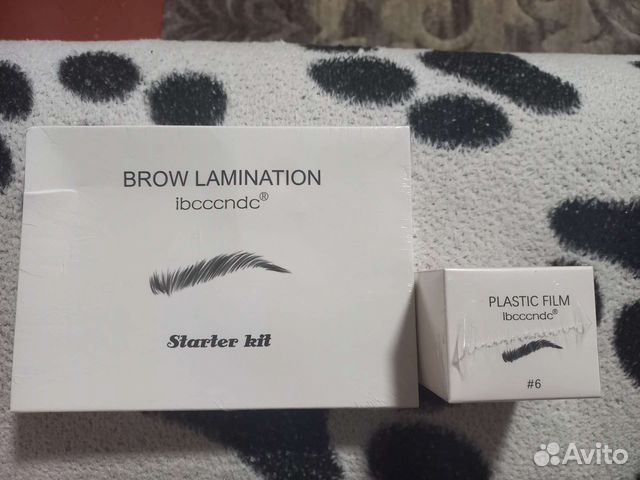 BROW LAMINATION
ibcccndc®
Starter kit
PLASTIC FILM
ibcccndc®
#6
Avito